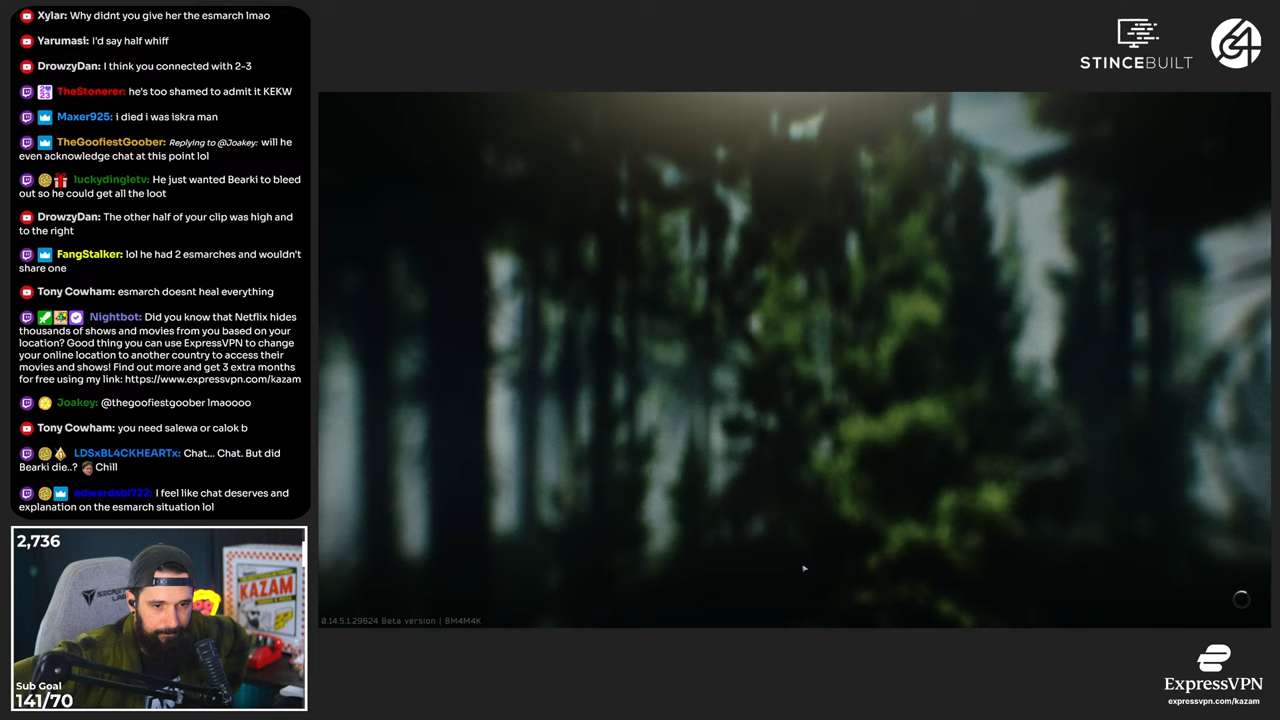 Xylar: Why didnt you give her the esmarch lmao
Yarumasi: I'd say half whiff
DrowzyDan: I think you connected with 2-3
TheStonerer: he's too shamed to admit it KEKW
Maxer925: i died i was iskra man
TheGoofiestGoober: Replying to @Joakey: will he
even acknowledge chat at this point lol
luckydingletv: He just wanted Bearki to bleed
out so he could get all the loot
DrowzyDan: The other half of your clip was high and
to the right
FangStalker: lol he had 2 esmarches and wouldn't
share one
Tony Cowham: esmarch doesnt heal everything
Nightbot: Did you know that Netflix hides
thousands of shows and movies from you based on your
location? Good thing you can use ExpressVPN to change
your online location to another country to access their
movies and shows! Find out more and get 3 extra months
for free using my link: https://www.expressvpn.com/kazam
Joakey: @thegoofiestgoober lmaoooo
Tony Cowham: you need salewa or calok b
LDSxBL4CKHEARTx: Chat... Chat. But did
Bearki die..? Chill
edwardsbl722: I feel like chat deserves and
explanation on the esmarch situation lol
2,736
KAZAM
Sub Goal
141/70
0.14.5.1.29624 Beta version | BM4M4K
STINCEBUILT
G4
ExpressVPN
expressvpn.com/kazam